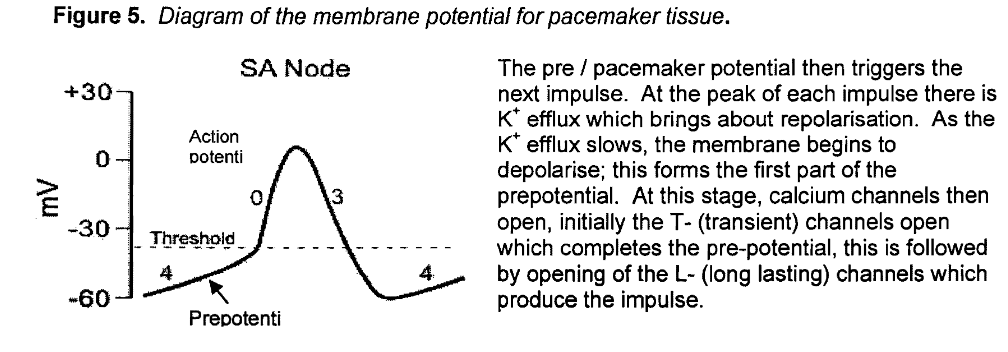 Figure 5. Diagram of the membrane potential for pacemaker tissue.
SA Node
+30
0
-30
-60
mV
Action
potenti
0
3
Threshold
4
4
Prepotenti
The pre / pacemaker potential then triggers the
next impulse. At the peak of each impulse there is
K⁺ efflux which brings about repolarisation. As the
K⁺ efflux slows, the membrane begins to
depolarise; this forms the first part of the
prepotential. At this stage, calcium channels then
open, initially the T- (transient) channels open
which completes the pre-potential, this is followed
by opening of the L- (long lasting) channels which
produce the impulse.